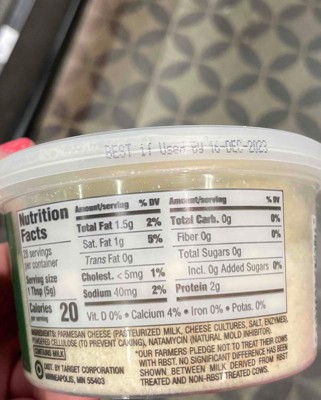 BEST if Used By 16-DEC-2023
Nutrition Facts
28 servings per container
Serving size
1 Tbsp (5g)
Calories per serving 20
Amount/serving % DV
Total Fat 1.5g 2%
Sat. Fat 1g 5%
Trans Fat 0g
Cholest. <5mg 1%
Sodium 40mg 2%
Amount/serving % DV
Total Carb. 0g 0%
Fiber 0g 0%
Total Sugars 0g
Incl. 0g Added Sugars 0%
Protein 2g
Vit. D 0% • Calcium 4% • Iron 0% • Potas. 0%
INGREDIENTS: PARMESAN CHEESE (PASTEURIZED MILK, CHEESE CULTURES, SALT, ENZYMES),
POWDERED CELLULOSE (TO PREVENT CAKING), NATAMYCIN (NATURAL MOLD INHIBITOR).
CONTAINS MILK
DIST. BY TARGET CORPORATION
MINNEAPOLIS, MN 55403
*OUR FARMERS PLEDGE NOT TO TREAT THEIR COWS
WITH RBST. NO SIGNIFICANT DIFFERENCE HAS BEEN
SHOWN BETWEEN MILK DERIVED FROM RBST
TREATED AND NON-RBST TREATED COWS.